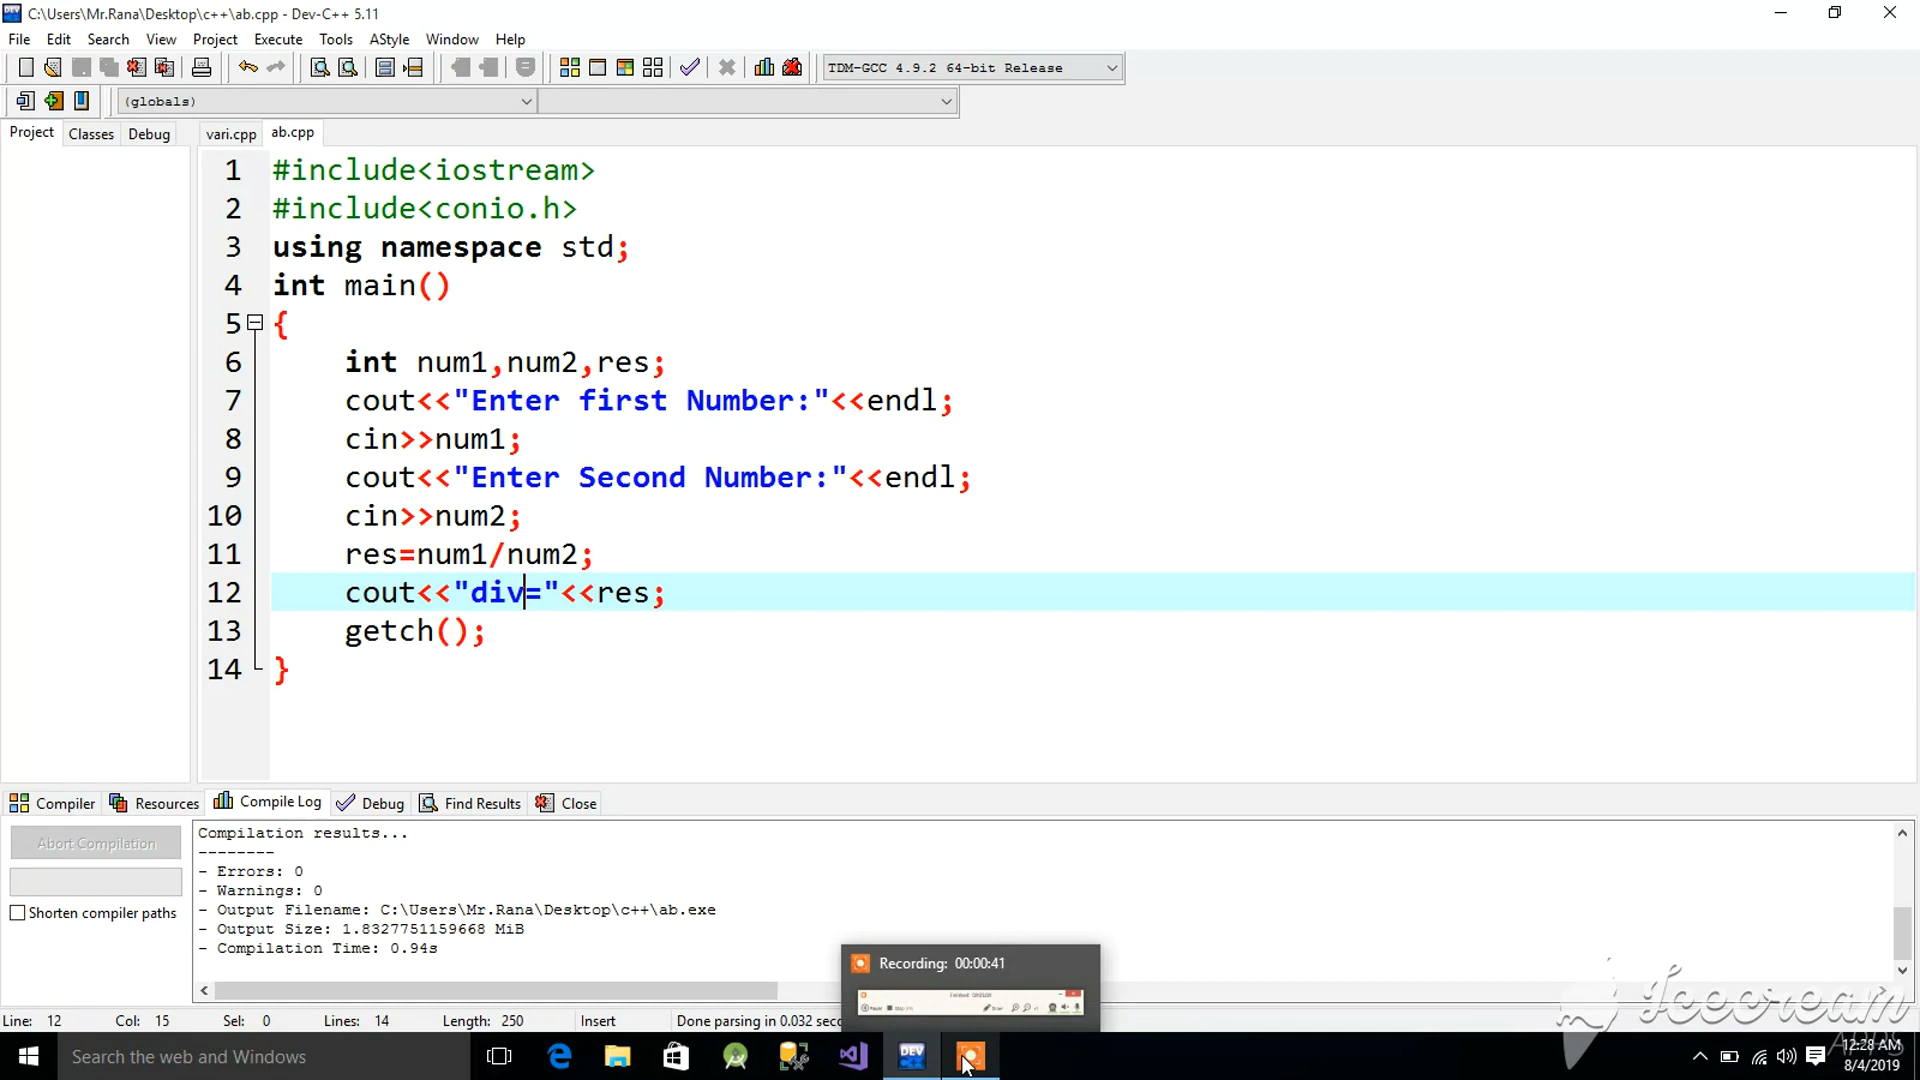 C:\Users\Mr.Rana\Desktop\c++\ab.cpp - Dev-C++ 5.11
File Edit Search View Project Execute Tools AStyle Window Help
TDM-GCC 4.9.2 64-bit Release
(globals)
Project Classes Debug vari.cpp ab.cpp
1 #include<iostream>
2 #include<conio.h>
3 using namespace std;
4 int main()
5 {
6 int num1,num2,res;
7 cout<<"Enter first Number:"<<endl;
8 cin>>num1;
9 cout<<"Enter Second Number:"<<endl;
10 cin>>num2;
11 res=num1/num2;
12 cout<<"div="<<res;
13 getch();
14 }
Compiler Resources Compile Log Debug Find Results Close
Abort Compilation
Shorten compiler paths
Compilation results...
--------
- Errors: 0
- Warnings: 0
- Output Filename: C:\Users\Mr.Rana\Desktop\c++\ab.exe
- Output Size: 1.8327751159668 MiB
- Compilation Time: 0.94s
Recording: 00:00:41
Line: 12 Col: 15 Sel: 0 Lines: 14 Length: 250 Insert Done parsing in 0.032 seco
Icecream
APPS
Search the web and Windows
DEV
12:28 AM
8/4/2019